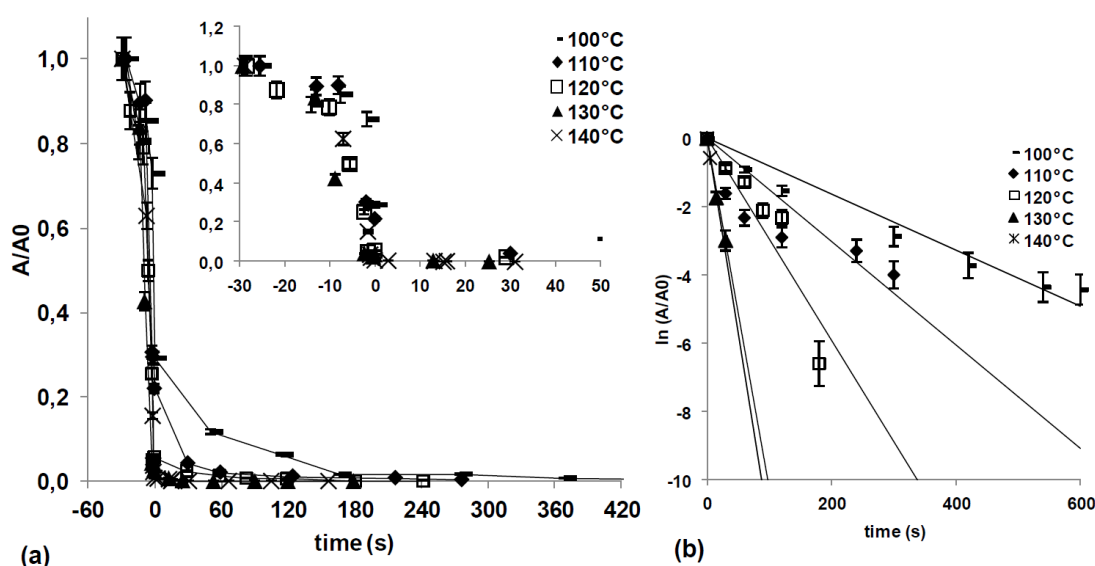 1,0
0,8
0,6
0,4
0,2
0,0
A/A0
-60
0
60
120
180
240
300
360
420
time (s)
(a)
1,2
1,0
0,8
0,6
0,4
0,2
0,0
-30
-20
-10
0
10
20
30
40
50
100°C
110°C
120°C
130°C
140°C
0
-2
-4
-6
-8
-10
ln (A/A0)
0
200
400
600
time (s)
100°C
110°C
120°C
130°C
140°C
(b)